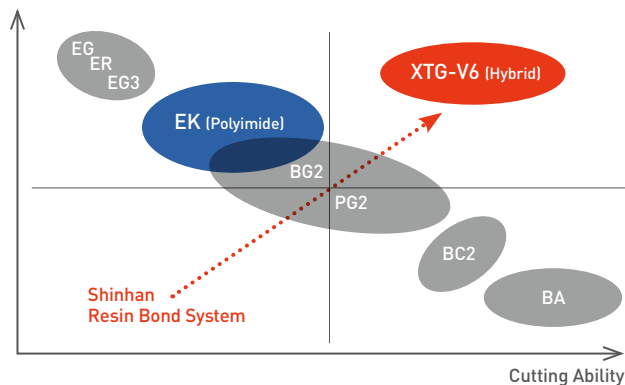 EG
ER
EG3
XTG-V6 (Hybrid)
EK (Polyimide)
BG2
PG2
BC2
Shinhan
Resin Bond System
BA
Cutting Ability